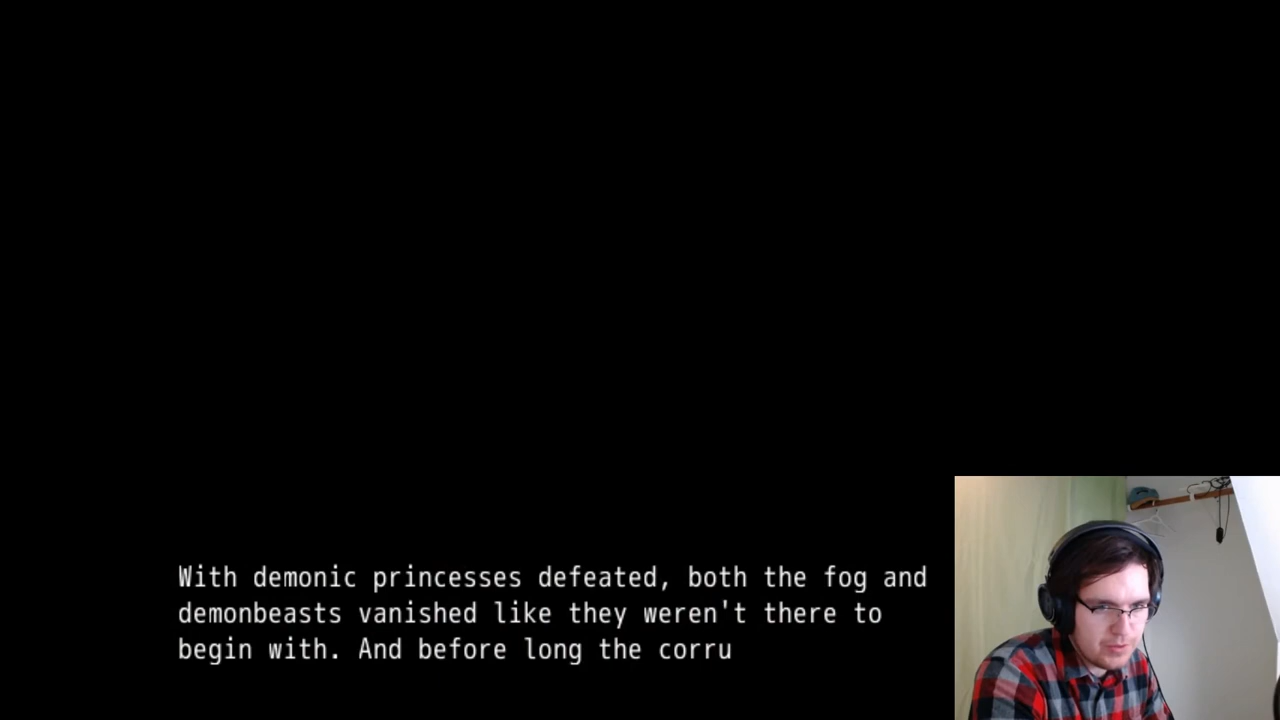 With demonic princesses defeated, both the fog and
demonbeasts vanished like they weren't there to
begin with. And before long the corru